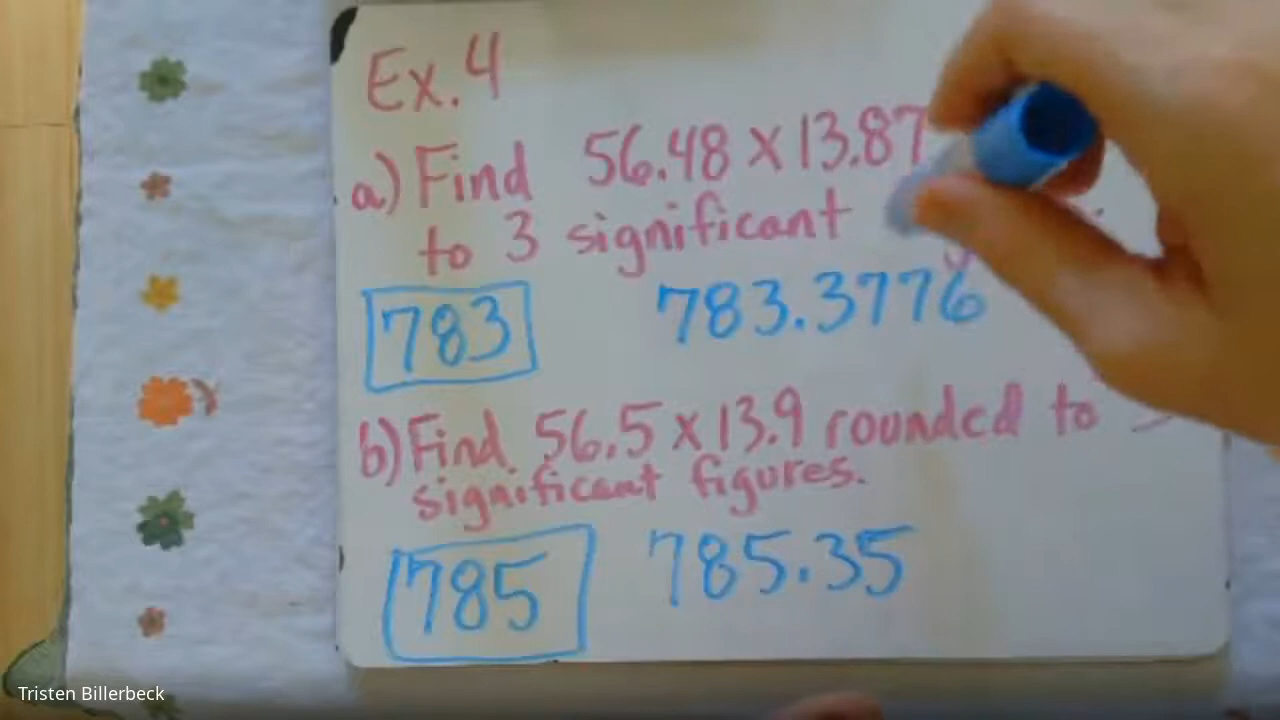 Ex. 4
a) Find 56.48 x 13.87
to 3 significant
783
783.3776
b) Find 56.5 x 13.9 rounded to
significant figures.
785
785.35
Tristen Billerbeck